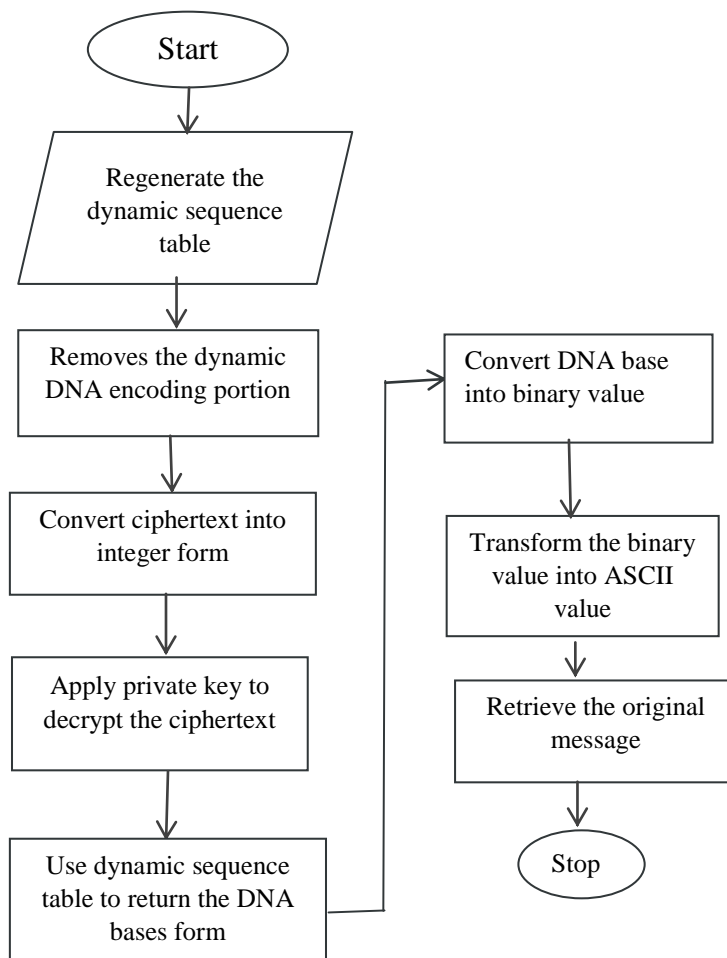 Start
Regenerate the
dynamic sequence
table
Removes the dynamic
DNA encoding portion
Convert ciphertext into
integer form
Apply private key to
decrypt the ciphertext
Use dynamic sequence
table to return the DNA
bases form
Convert DNA base
into binary value
Transform the binary
value into ASCII
value
Retrieve the original
message
Stop